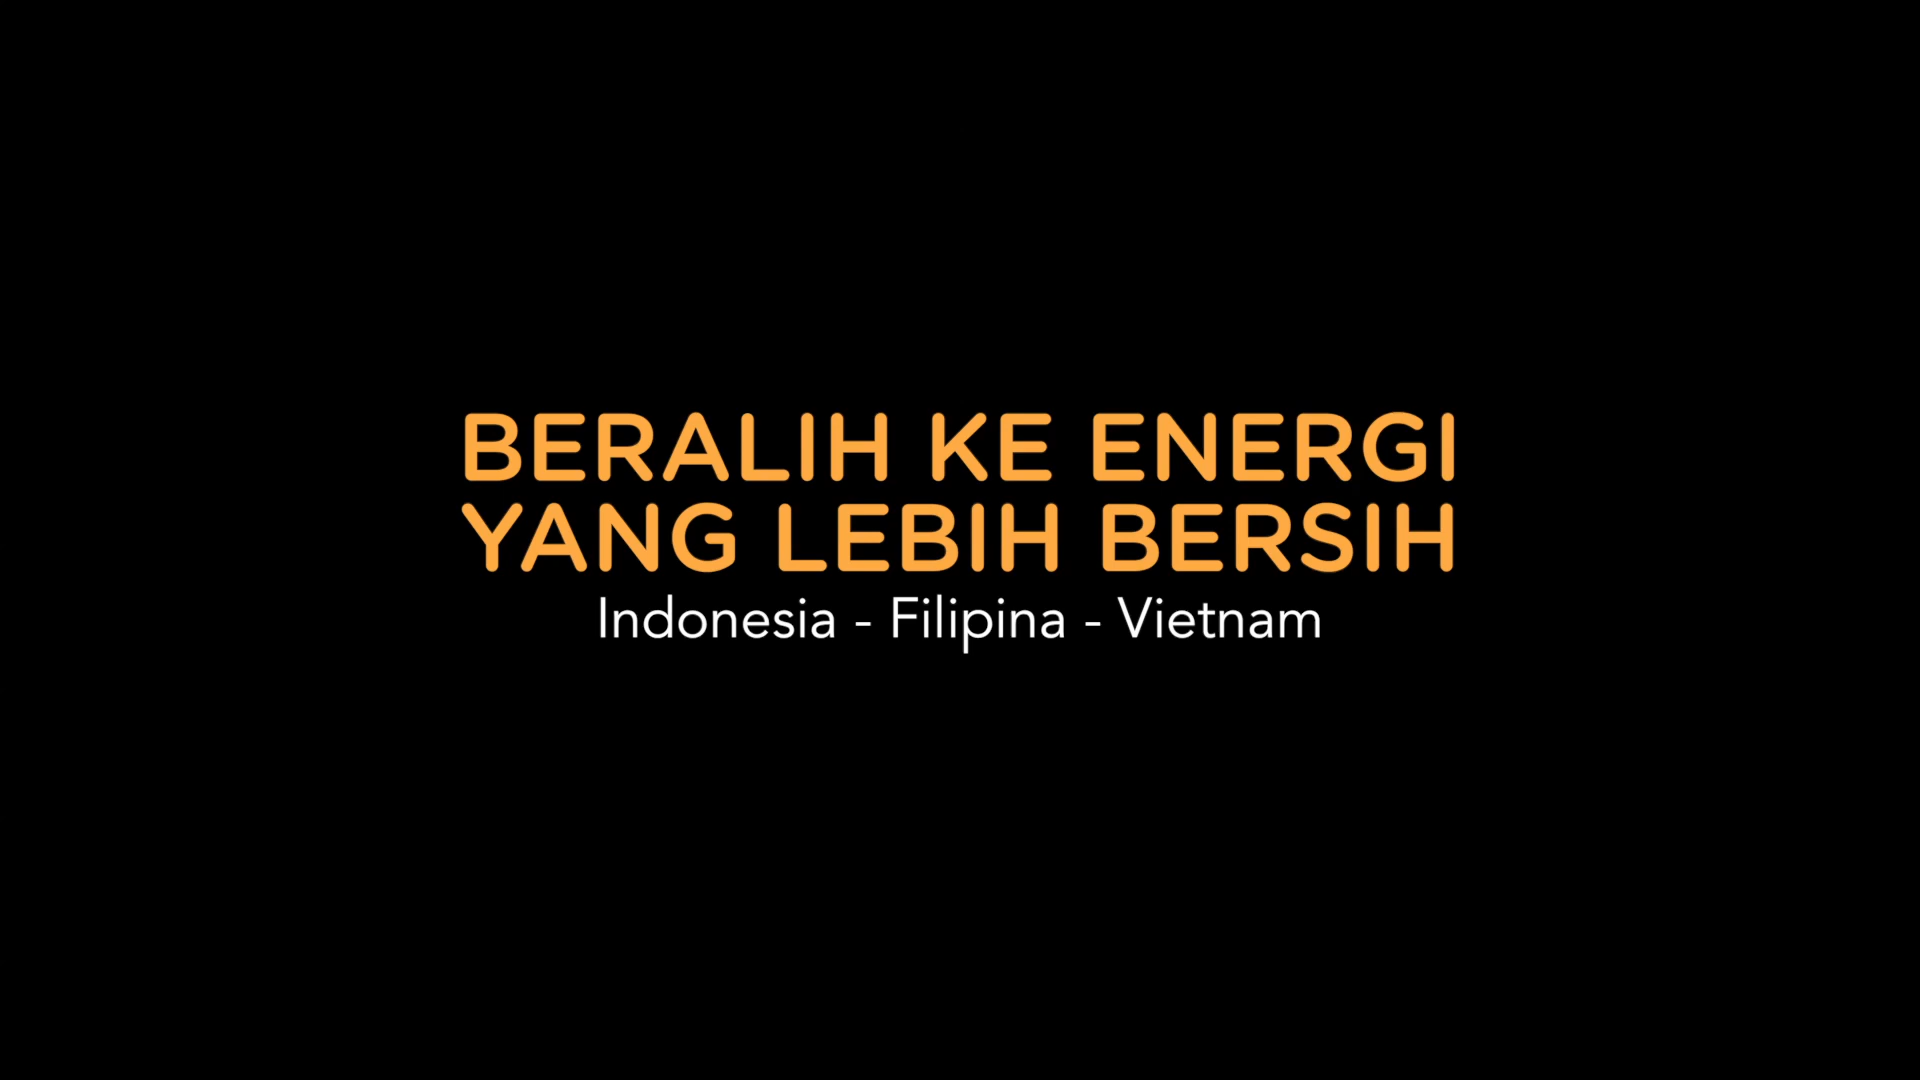 BERALIH KE ENERGI
YANG LEBIH BERSIH
Indonesia - Filipina - Vietnam